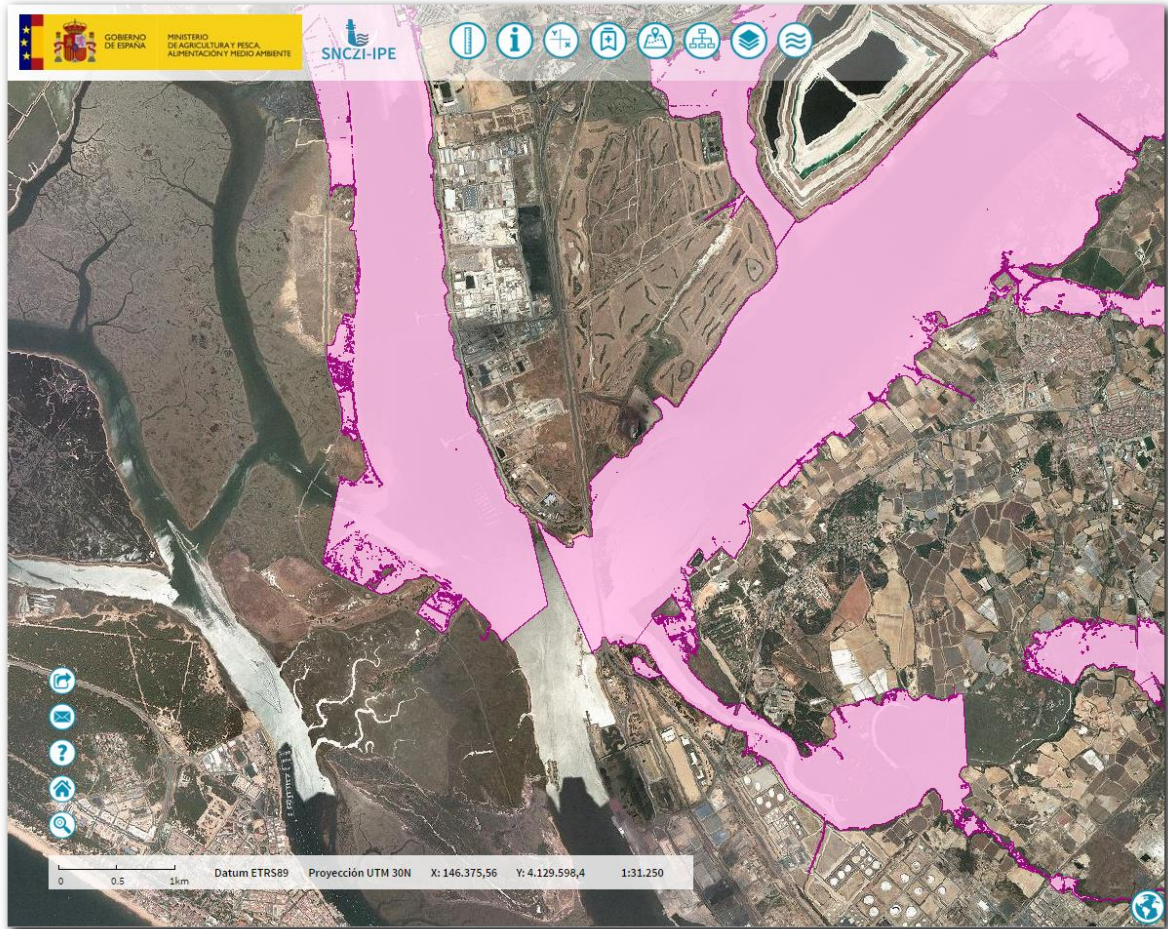 GOBIERNO
DE ESPAÑA
MINISTERIO
DE AGRICULTURA Y PESCA,
ALIMENTACIÓN Y MEDIO AMBIENTE
SNCZI-IPE
0 0.5 1km
Datum ETRS89 Proyección UTM 30N X: 146.375,56 Y: 4.129.598,4 1:31.250